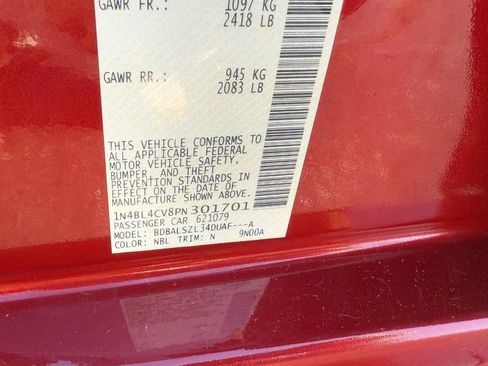 GAWR FR.: 1097 KG
2418 LB
GAWR RR.: 945 KG
2083 LB
THIS VEHICLE CONFORMS TO
ALL APPLICABLE FEDERAL
MOTOR VEHICLE SAFETY,
BUMPER, AND THEFT
PREVENTION STANDARDS
IN EFFECT ON THE DATE OF
MANUFACTURE SHOWN ABOVE.
1N4BL4CV8PN301701
PASSENGER CAR 621079
MODEL: BDBALSZL34DUAF---A
COLOR: NBL TRIM: N 9N00A